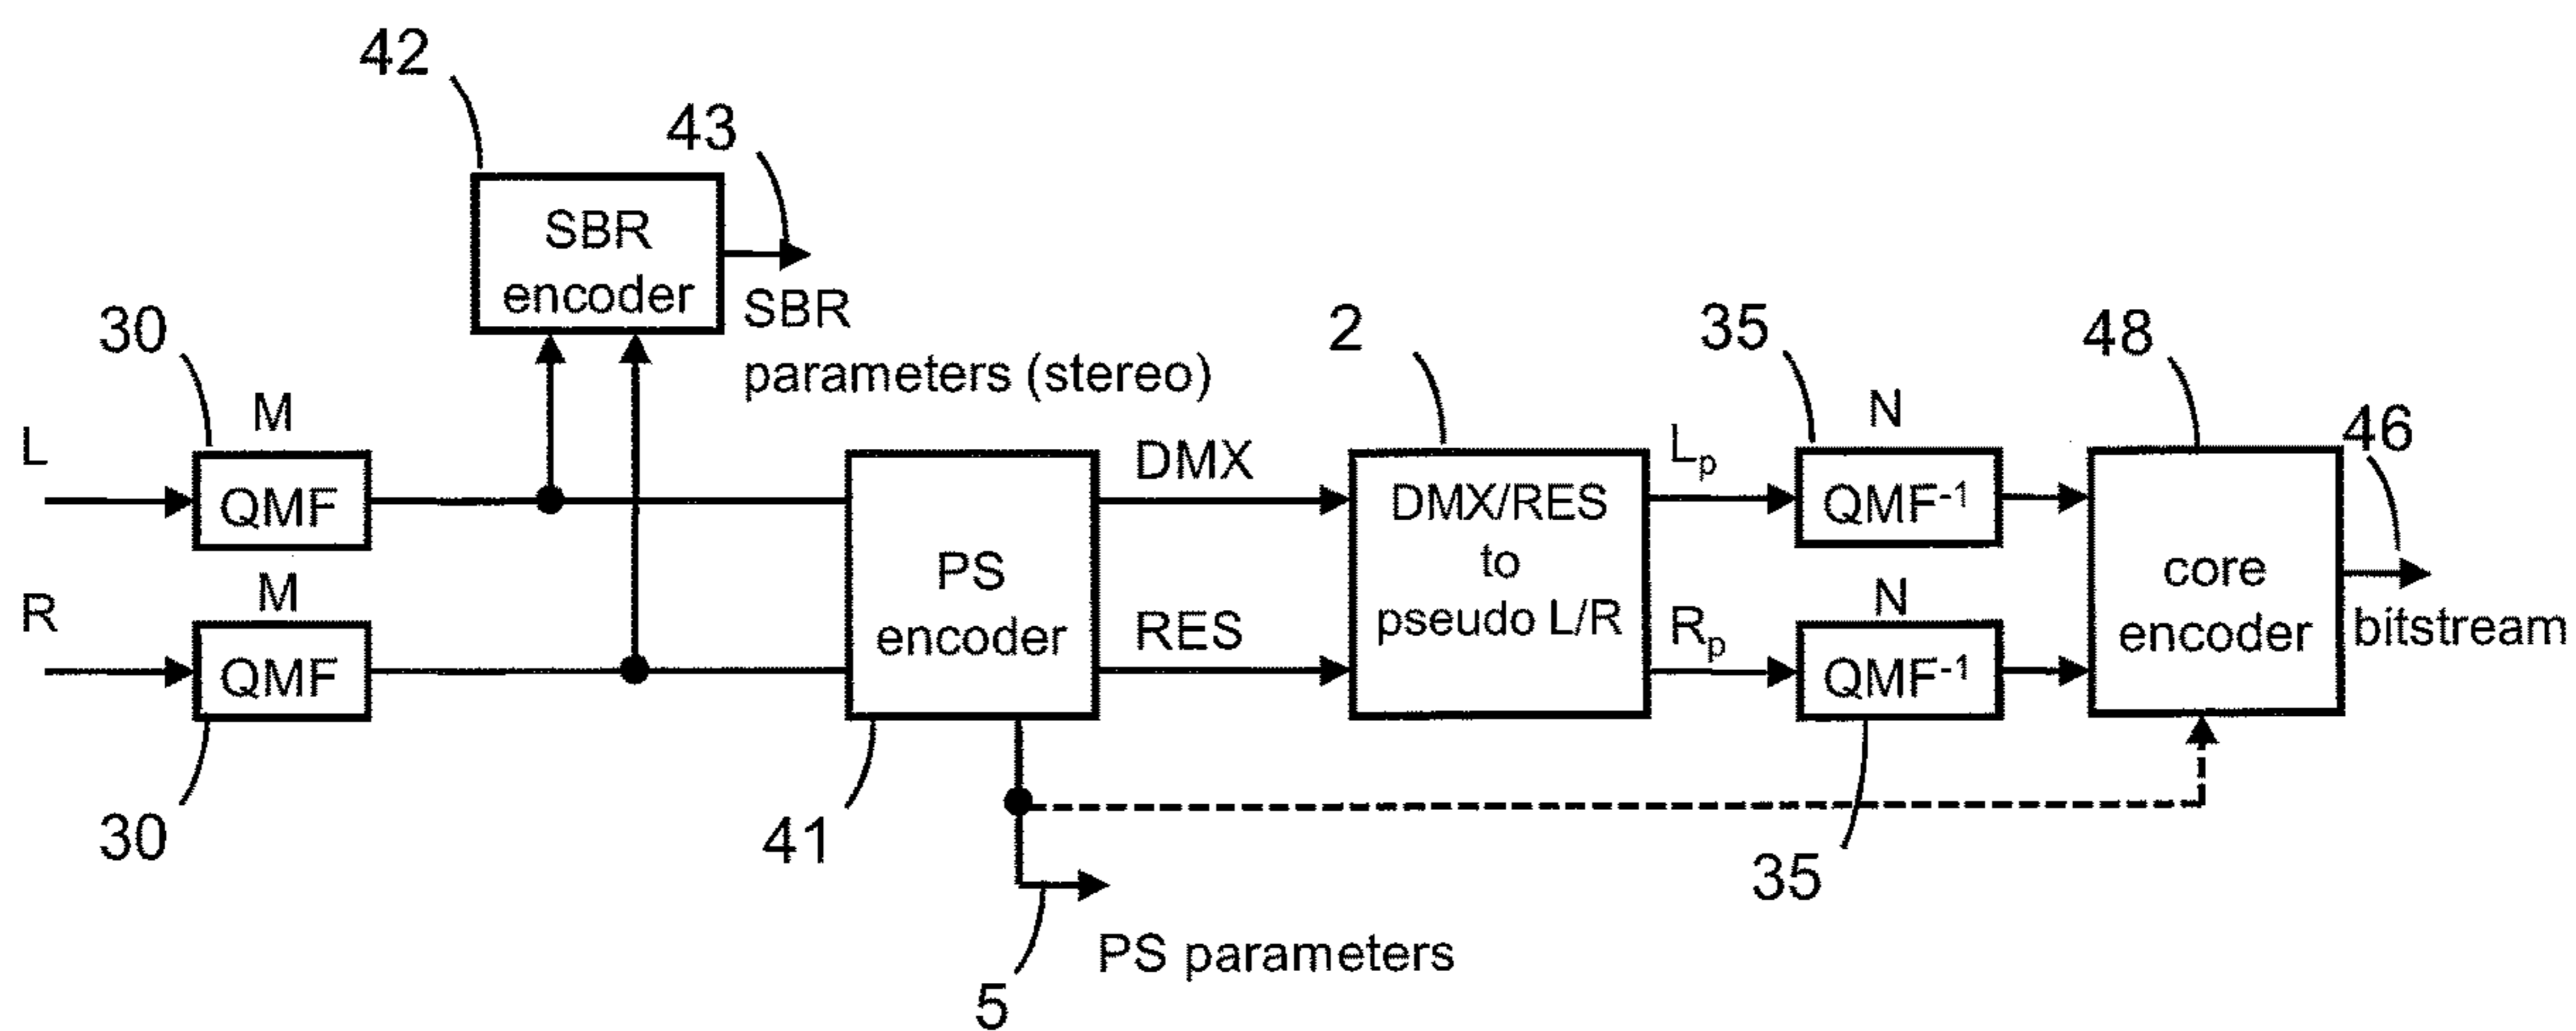 42
43
SBR
encoder
SBR
parameters (stereo)
30
M
L
QMF
R
M
QMF
30
PS
encoder
41
DMX
RES
2
DMX/RES
to
pseudo L/R
Lₚ
Rₚ
35
N
QMF⁻¹
N
QMF⁻¹
35
48
core
encoder
46
bitstream
5
PS parameters